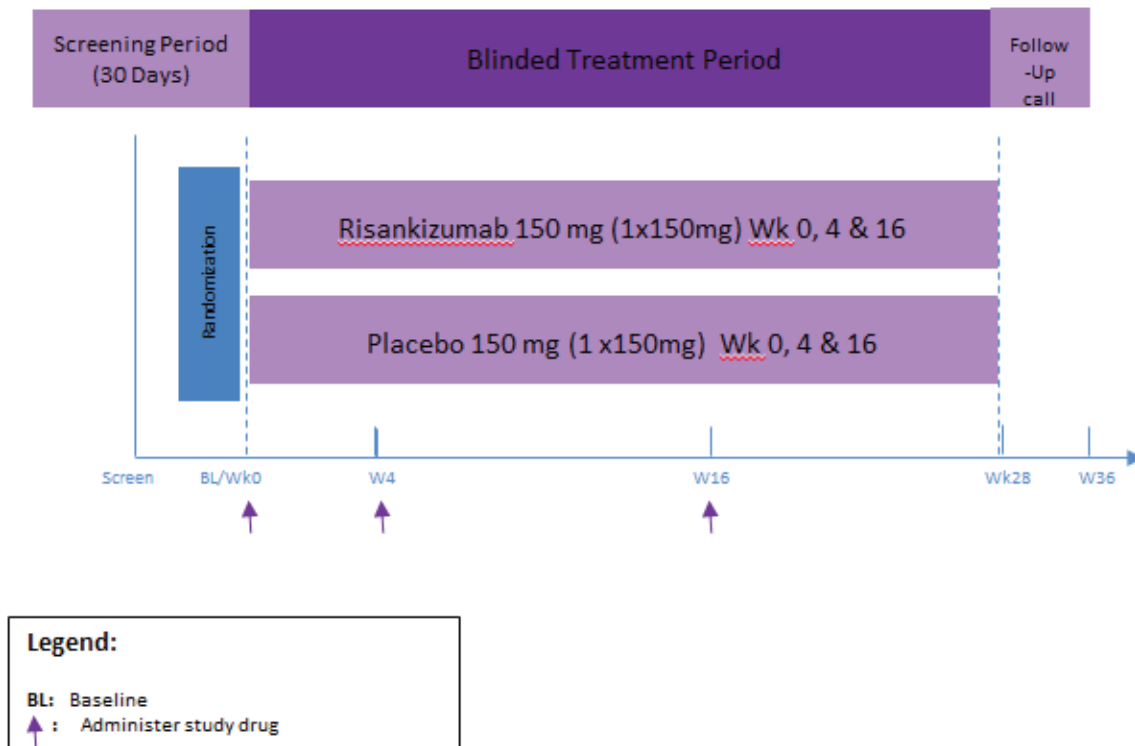 Screening Period
(30 Days)
Blinded Treatment Period
Follow
-Up
call
Randomization
Risankizumab 150 mg (1x150mg) Wk 0, 4 & 16
Placebo 150 mg (1 x150mg) Wk 0, 4 & 16
Screen
BL/Wk0
W4
W16
Wk28
W36
Legend:
BL: Baseline
: Administer study drug